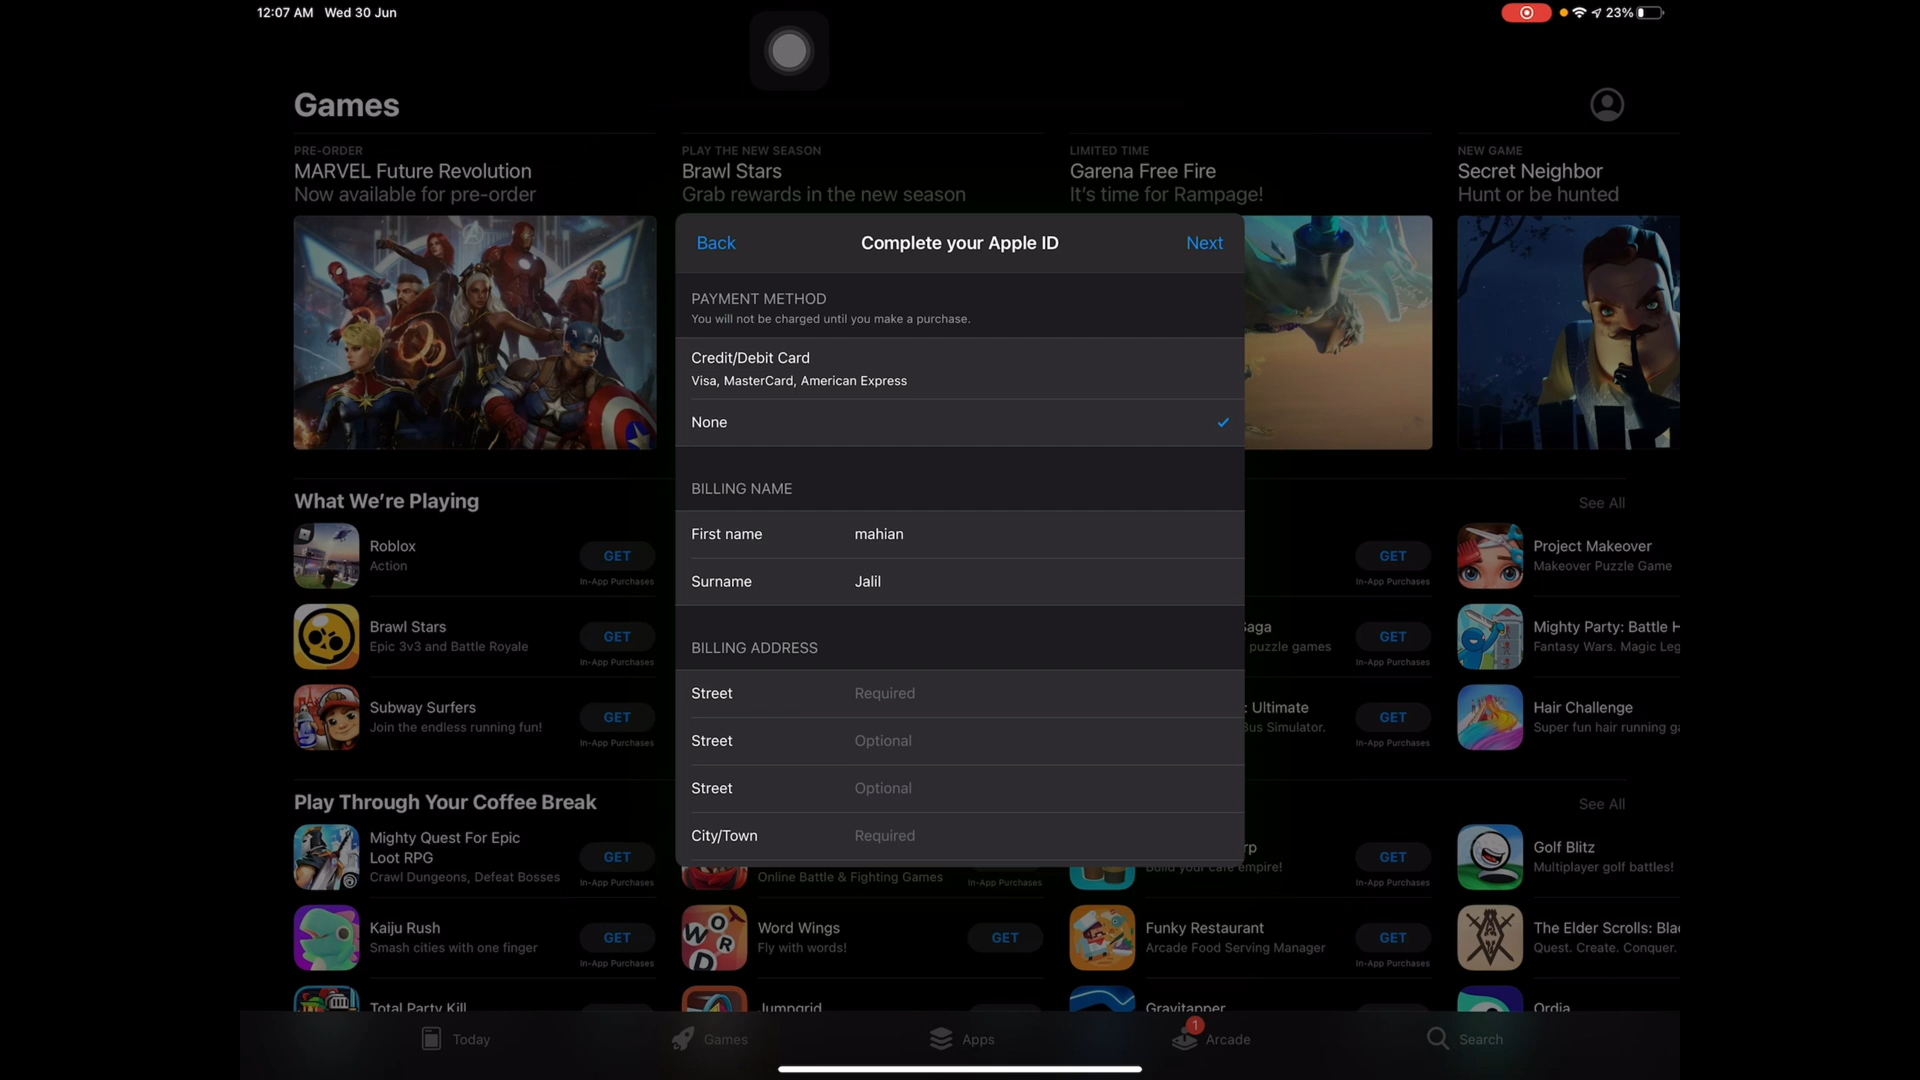 12:07 AM Wed 30 Jun
23%
Games
PRE-ORDER
MARVEL Future Revolution
Now available for pre-order
PLAY THE NEW SEASON
Brawl Stars
Grab rewards in the new season
LIMITED TIME
Garena Free Fire
It's time for Rampage!
NEW GAME
Secret Neighbor
Hunt or be hunted
Back
Complete your Apple ID
Next
PAYMENT METHOD
You will not be charged until you make a purchase.
Credit/Debit Card
Visa, MasterCard, American Express
None
BILLING NAME
First name mahian
Surname Jalil
BILLING ADDRESS
Street Required
Street Optional
Street Optional
City/Town Required
What We're Playing
See All
Roblox
Action
GET
In-App Purchases
Brawl Stars
Epic 3v3 and Battle Royale
GET
In-App Purchases
Subway Surfers
Join the endless running fun!
GET
In-App Purchases
GET
In-App Purchases
Saga
puzzle games
GET
In-App Purchases
: Ultimate
Bus Simulator.
GET
In-App Purchases
Project Makeover
Makeover Puzzle Game
Mighty Party: Battle H
Fantasy Wars. Magic Leg
Hair Challenge
Super fun hair running ga
Play Through Your Coffee Break
See All
Mighty Quest For Epic
Loot RPG
Crawl Dungeons, Defeat Bosses
GET
In-App Purchases
Kaiju Rush
Smash cities with one finger
GET
In-App Purchases
Total Party Kill
Online Battle & Fighting Games
In-App Purchases
WORD
Word Wings
Fly with words!
GET
Jumpgrid
rp
Build your cafe empire!
GET
In-App Purchases
Funky Restaurant
Arcade Food Serving Manager
GET
In-App Purchases
Gravitapper
Golf Blitz
Multiplayer golf battles!
The Elder Scrolls: Bla
Quest. Create. Conquer.
Ordia
Today
Games
Apps
1
Arcade
Search